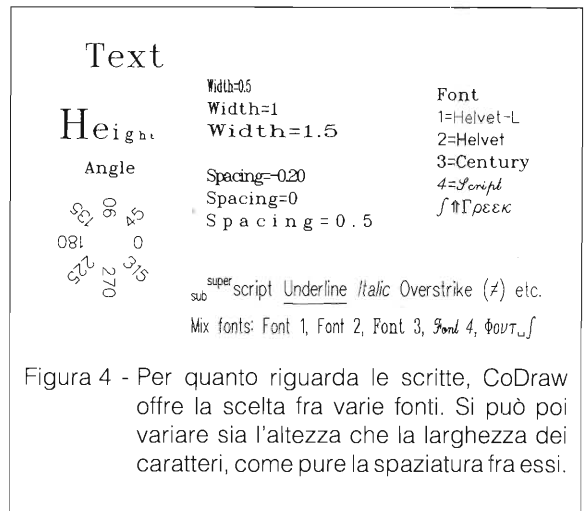 Text
Height
Angle
0
45
90
135
180
225
270
315
Width=0.5
Width=1
Width=1.5
Spacing=-0.20
Spacing=0
Spacing=0.5
Font
1=Helvet-L
2=Helvet
3=Century
4=Script
∫⇑Γρεεκ
sub super script Underline Italic Overstrike (≠) etc.
Mix fonts: Font 1, Font 2, Font 3, Font 4, Φουτ␣∫
Figura 4 - Per quanto riguarda le scritte, CoDraw
offre la scelta fra varie fonti. Si può poi
variare sia l'altezza che la larghezza dei
caratteri, come pure la spaziatura fra essi.